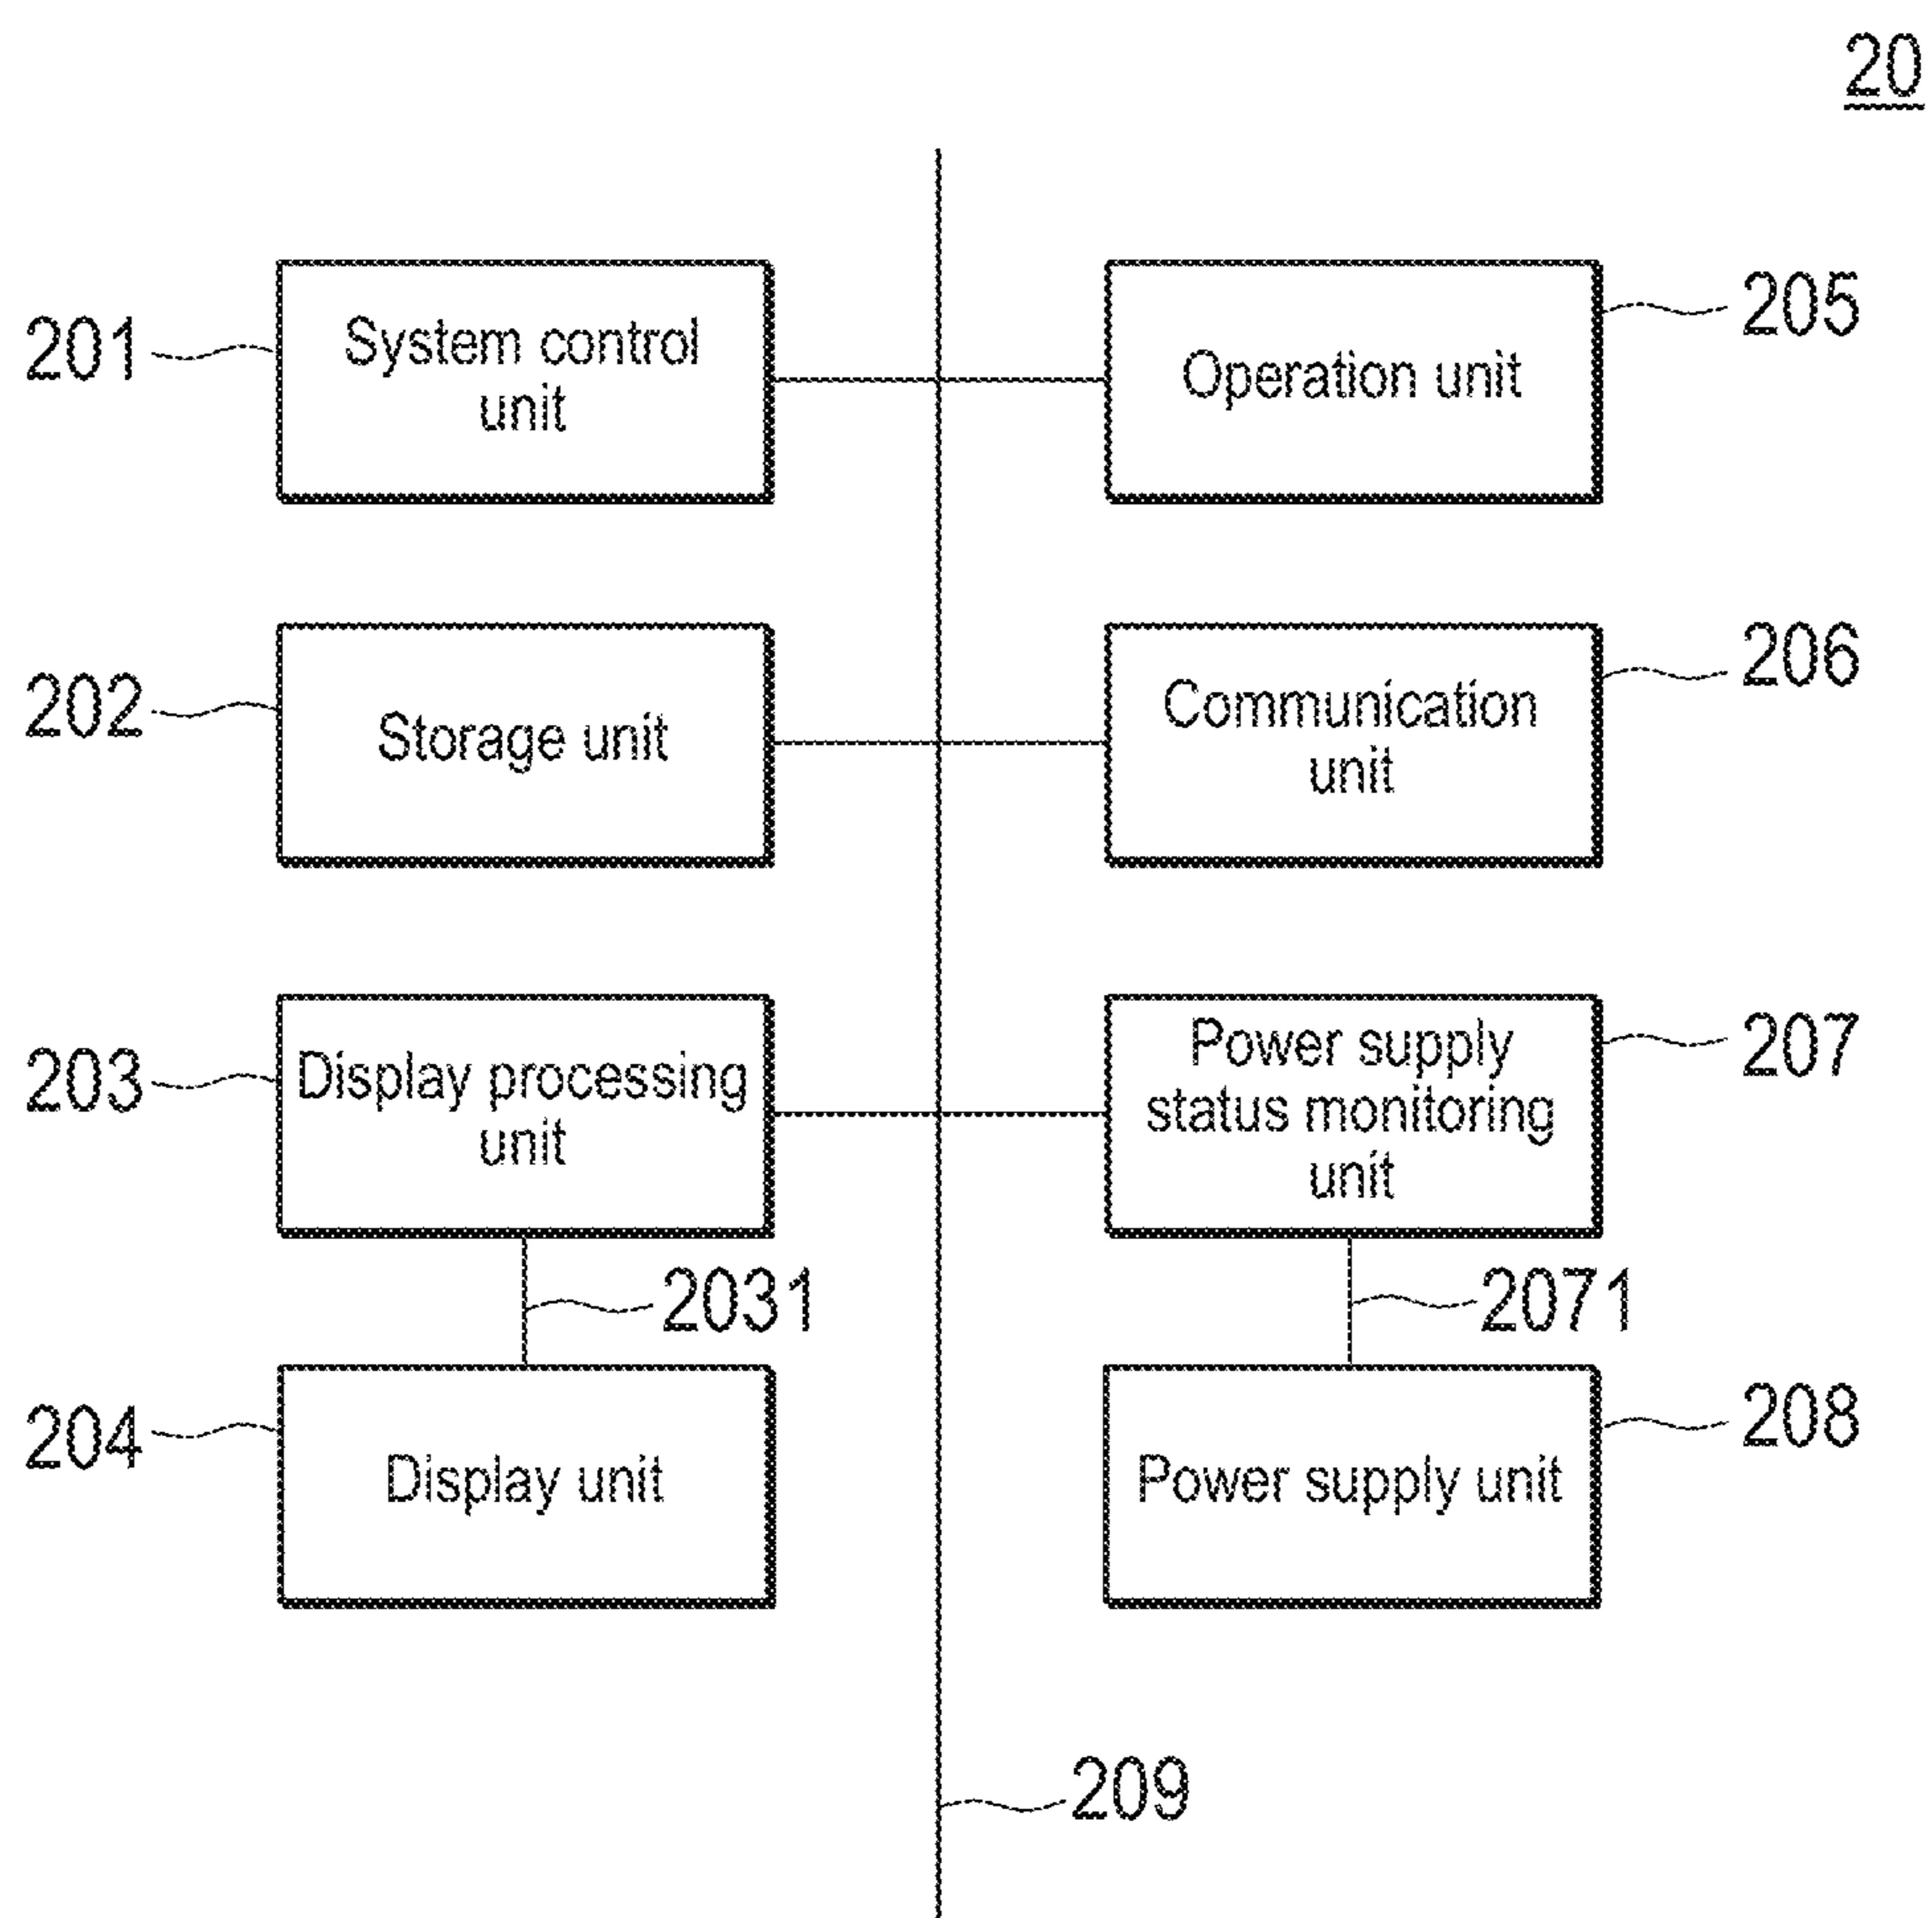 20
201
System control
unit
Operation unit
205
202
Storage unit
Communication
unit
206
203
Display processing
unit
Power supply
status monitoring
unit
207
2031
2071
204
Display unit
Power supply unit
208
209